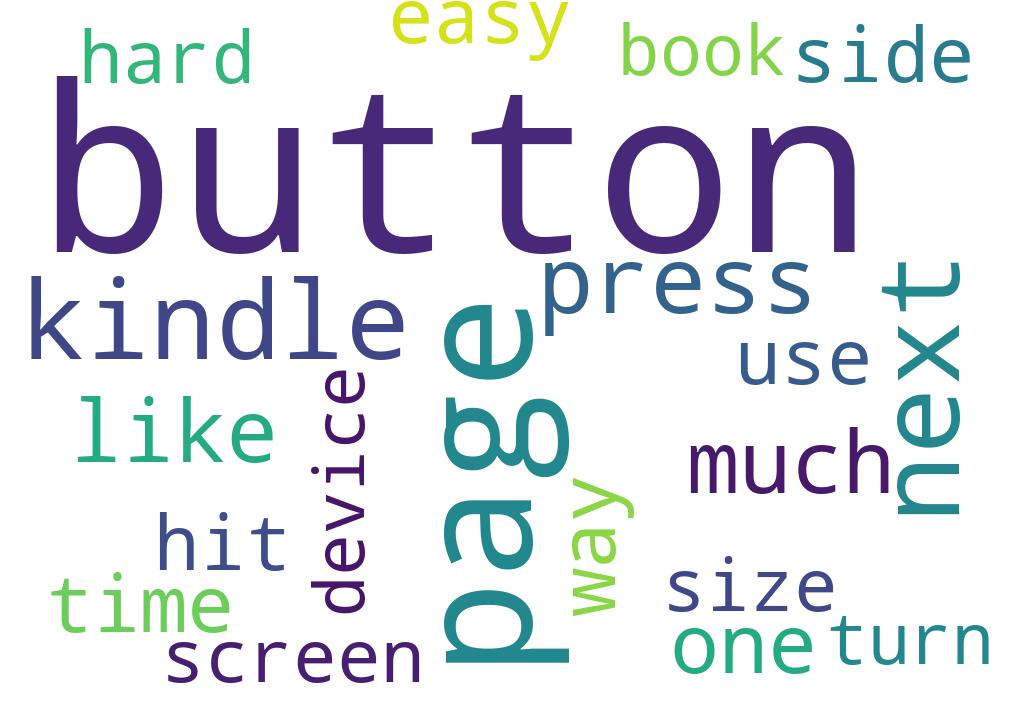 easy
hard
book
side
button
kindle
press
next
page
use
device
like
much
way
hit
size
time
one
turn
screen